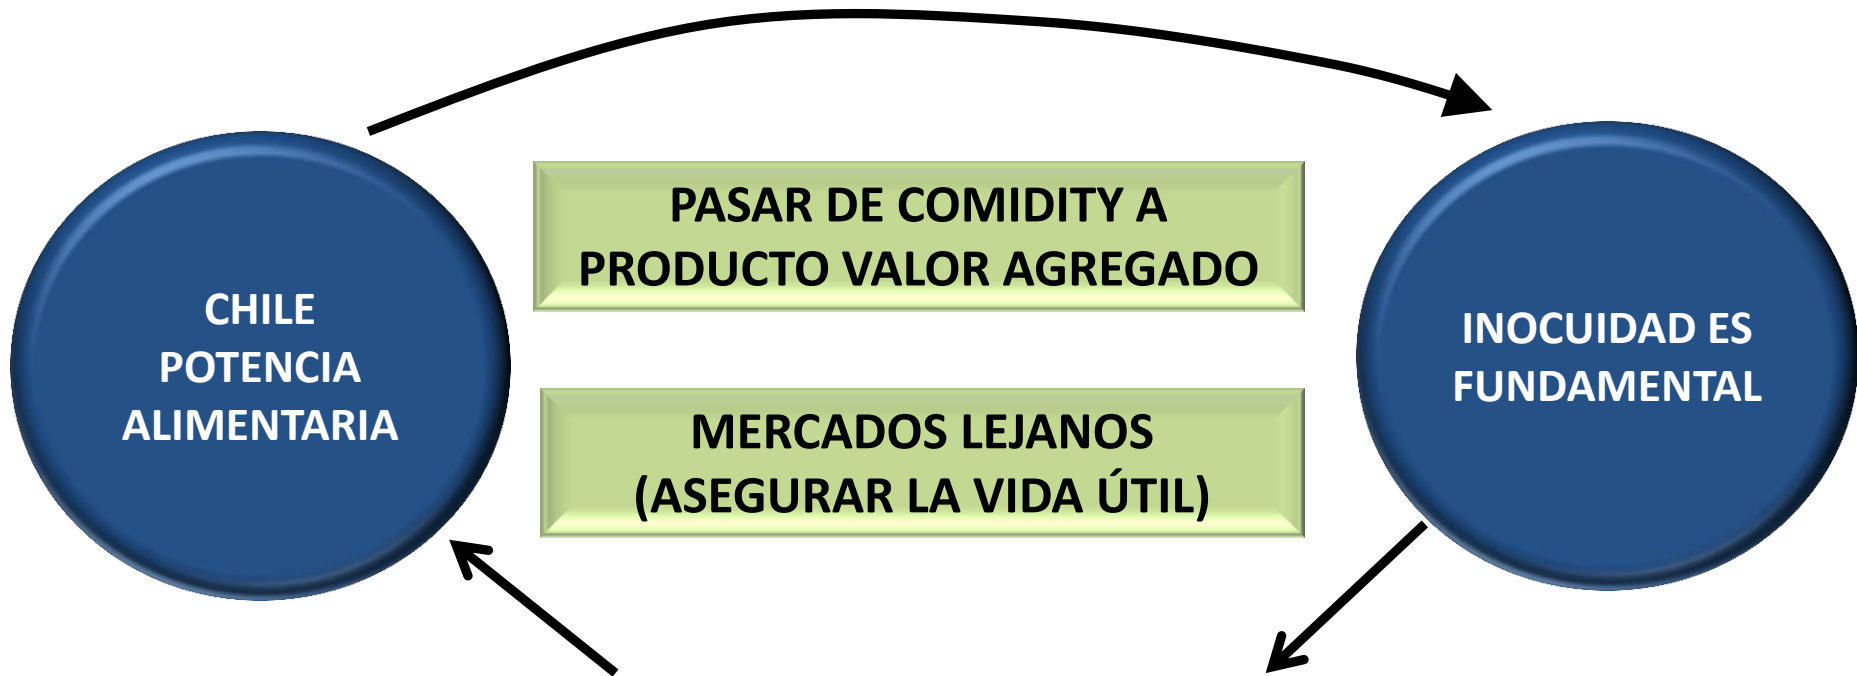 CHILE
POTENCIA
ALIMENTARIA
PASAR DE COMIDITY A
PRODUCTO VALOR AGREGADO
MERCADOS LEJANOS
(ASEGURAR LA VIDA ÚTIL)
INOCUIDAD ES
FUNDAMENTAL